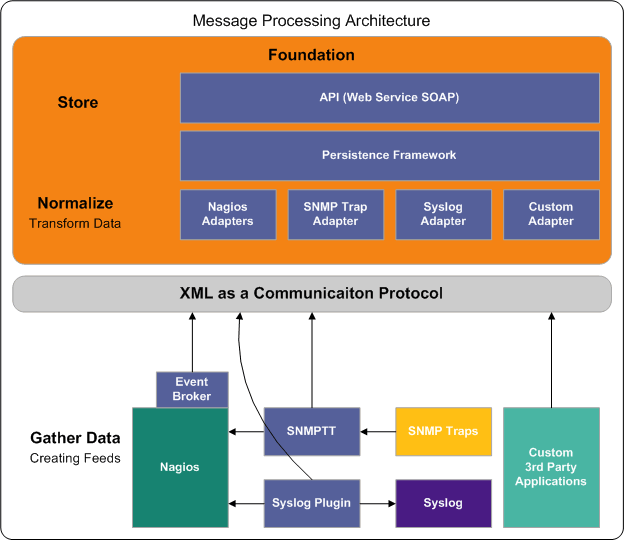 Message Processing Architecture
Foundation
Store
API (Web Service SOAP)
Persistence Framework
Normalize
Transform Data
Nagios
Adapters
SNMP Trap
Adapter
Syslog
Adapter
Custom
Adapter
XML as a Communicaiton Protocol
Event
Broker
Gather Data
Creating Feeds
Nagios
SNMPTT
SNMP Traps
Syslog Plugin
Syslog
Custom
3rd Party
Applications